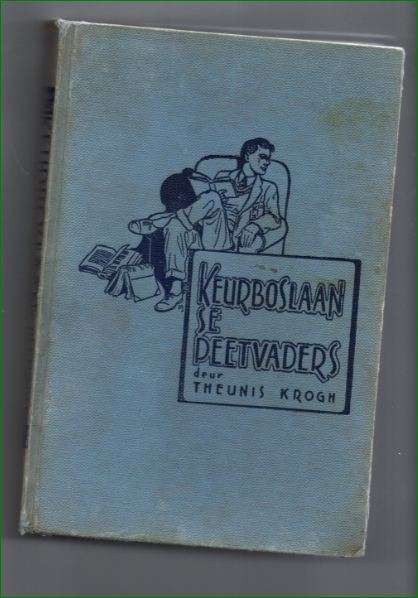 KEURBOSLAAN
SE
PEETVADERS
deur
THEUNIS KROGH